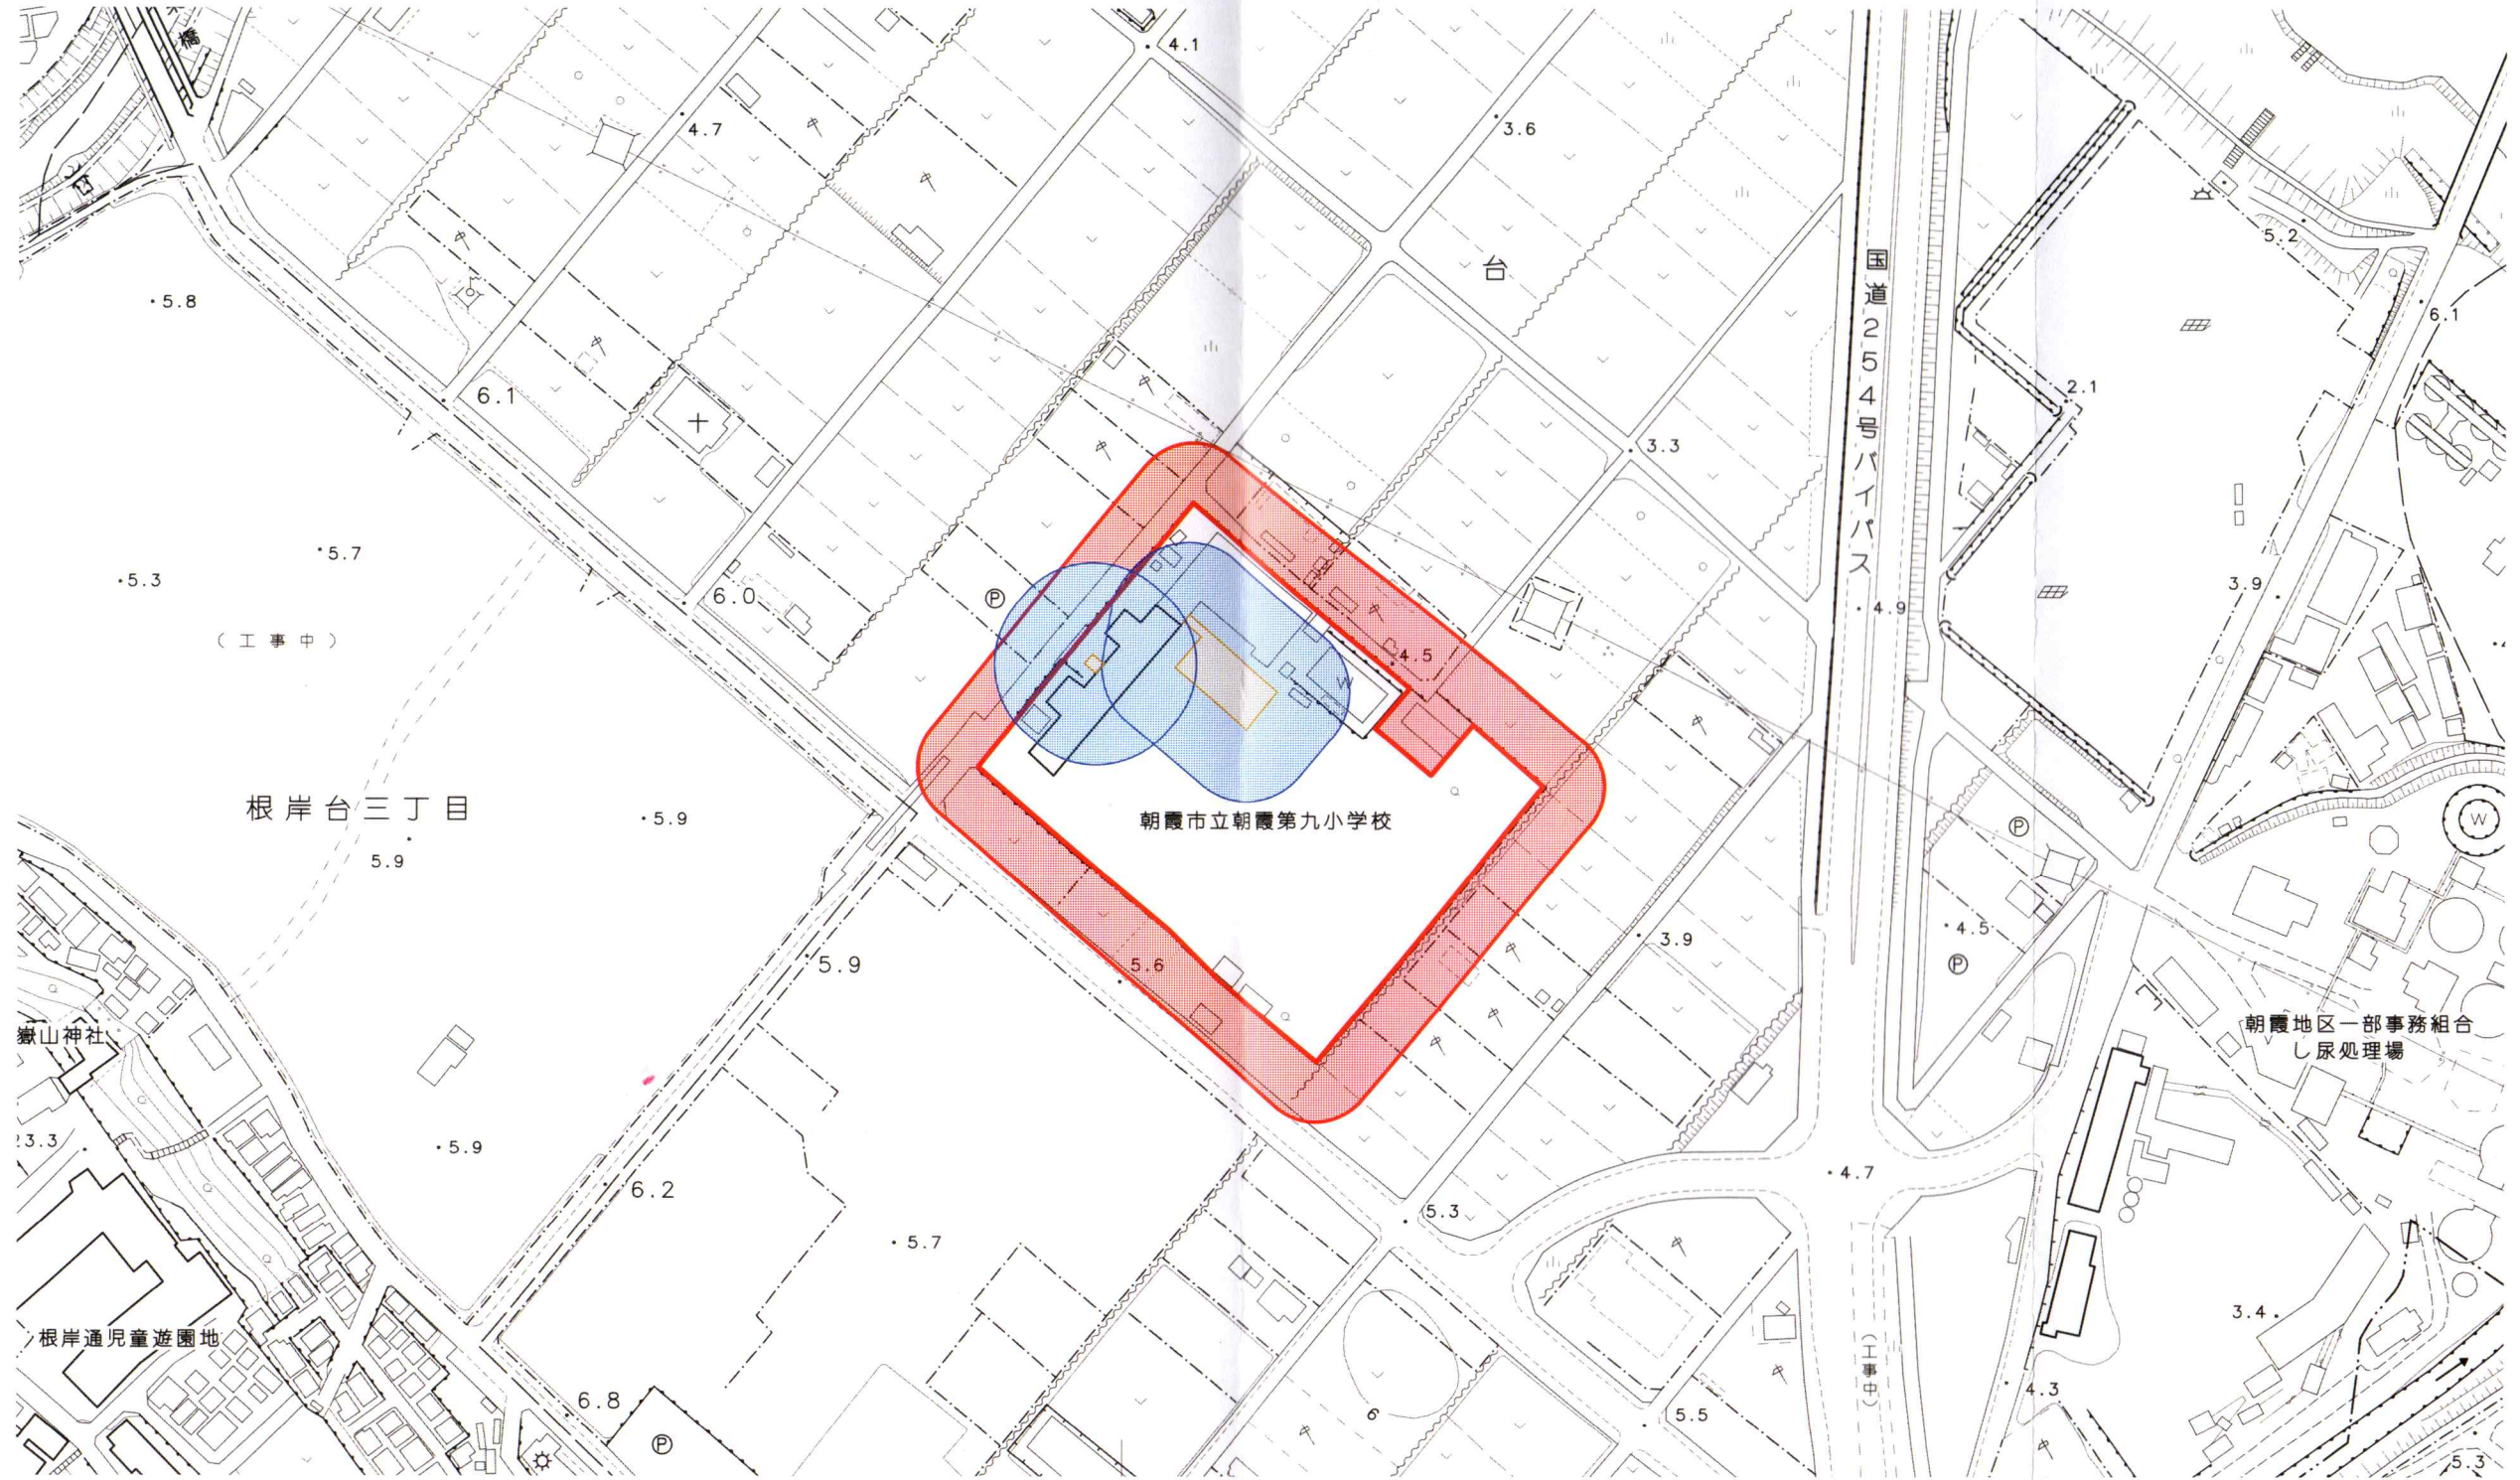 橋
4.1
4.7
3.6
台
国道254号バイパス
5.2
5.8
6.1
6.1
2.1
3.3
5.7
5.3
3.9
6.0
P
4.9
(工事中)
4.5
W
根岸台三丁目
5.9
5.9
朝霞市立朝霞第九小学校
P
W
5.9
5.6
3.9
4.5
P
嶽山神社
朝霞地区一部事務組合
し尿処理場
23.3
5.9
6.2
5.3
4.7
5.7
根岸通児童遊園地
3.4
(工事中)
4.3
6.8
6
5.5
P
5.3